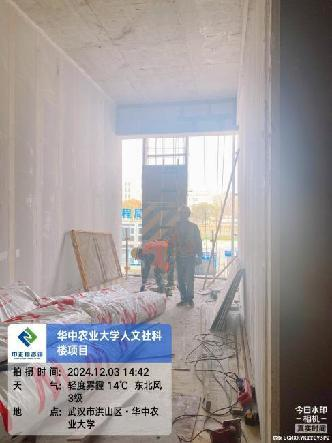 程局
华中农业大学人文社科
楼项目
拍摄时间：2024.12.03 14:42
天 气：轻度雾霾 14℃ 东北风
3级
地 点：武汉市洪山区·华中农
业大学
今日水印
相机
真实时间